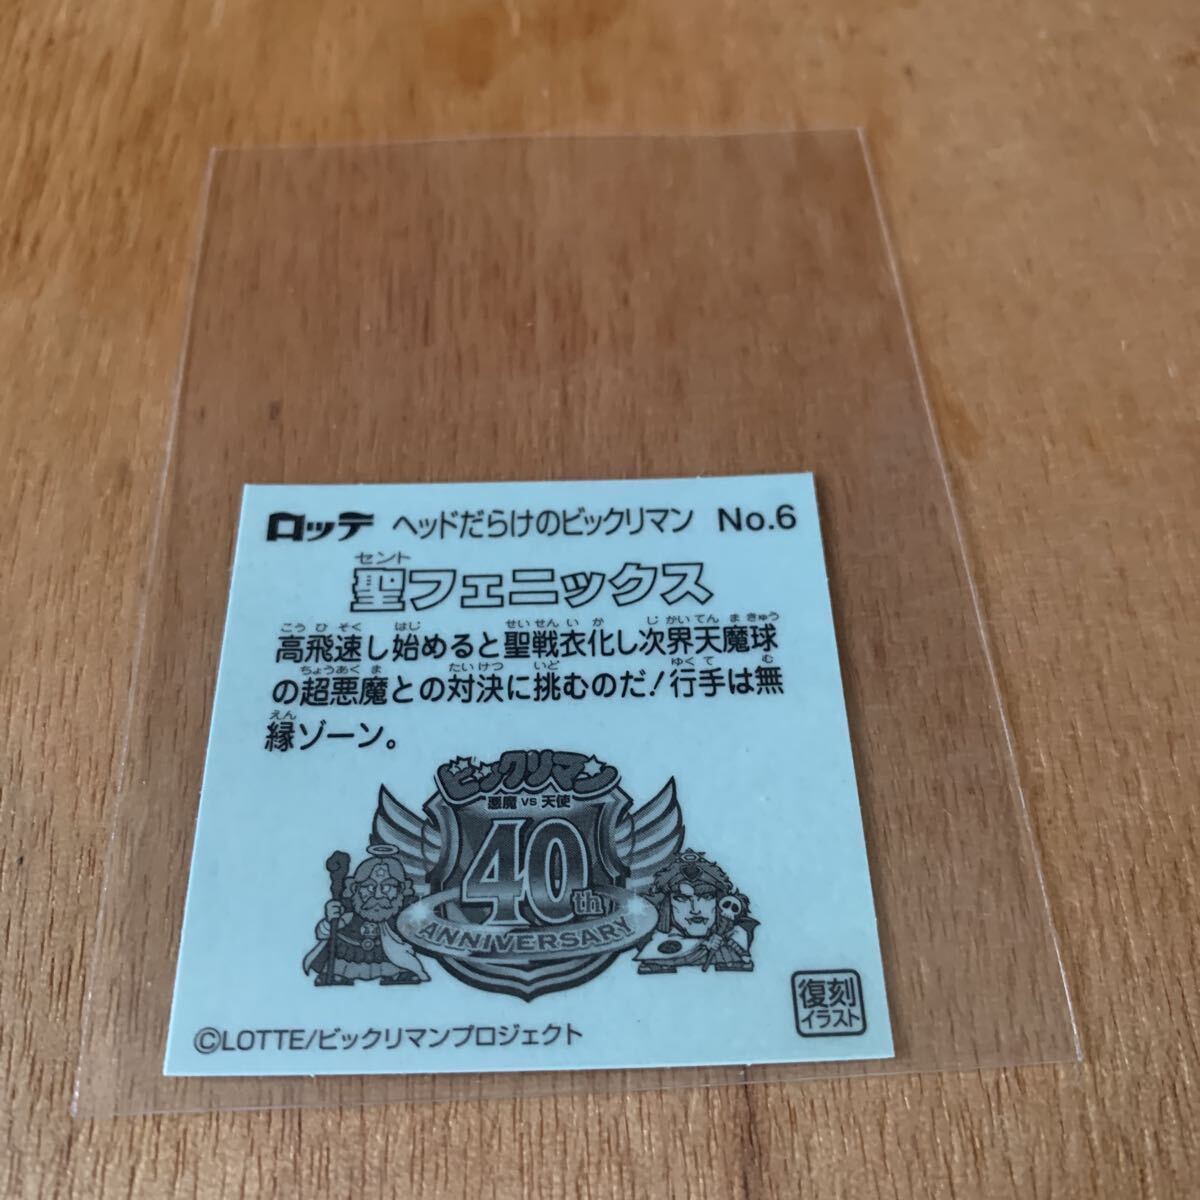 ロッテ ヘッドだらけのビックリマン No.6
セント
聖フェニックス
こうひそく はじ せいせんいか じかいてんまきゅう
高飛速し始めると聖戦衣化し次界天魔球
ちょうあくま たいけつ いど ゆくて む
の超悪魔との対決に挑むのだ!行手は無
えん
縁ゾーン。
ビックリマン
悪魔 VS 天使
40th
ANNIVERSARY
復刻
イラスト
©LOTTE/ビックリマンプロジェクト